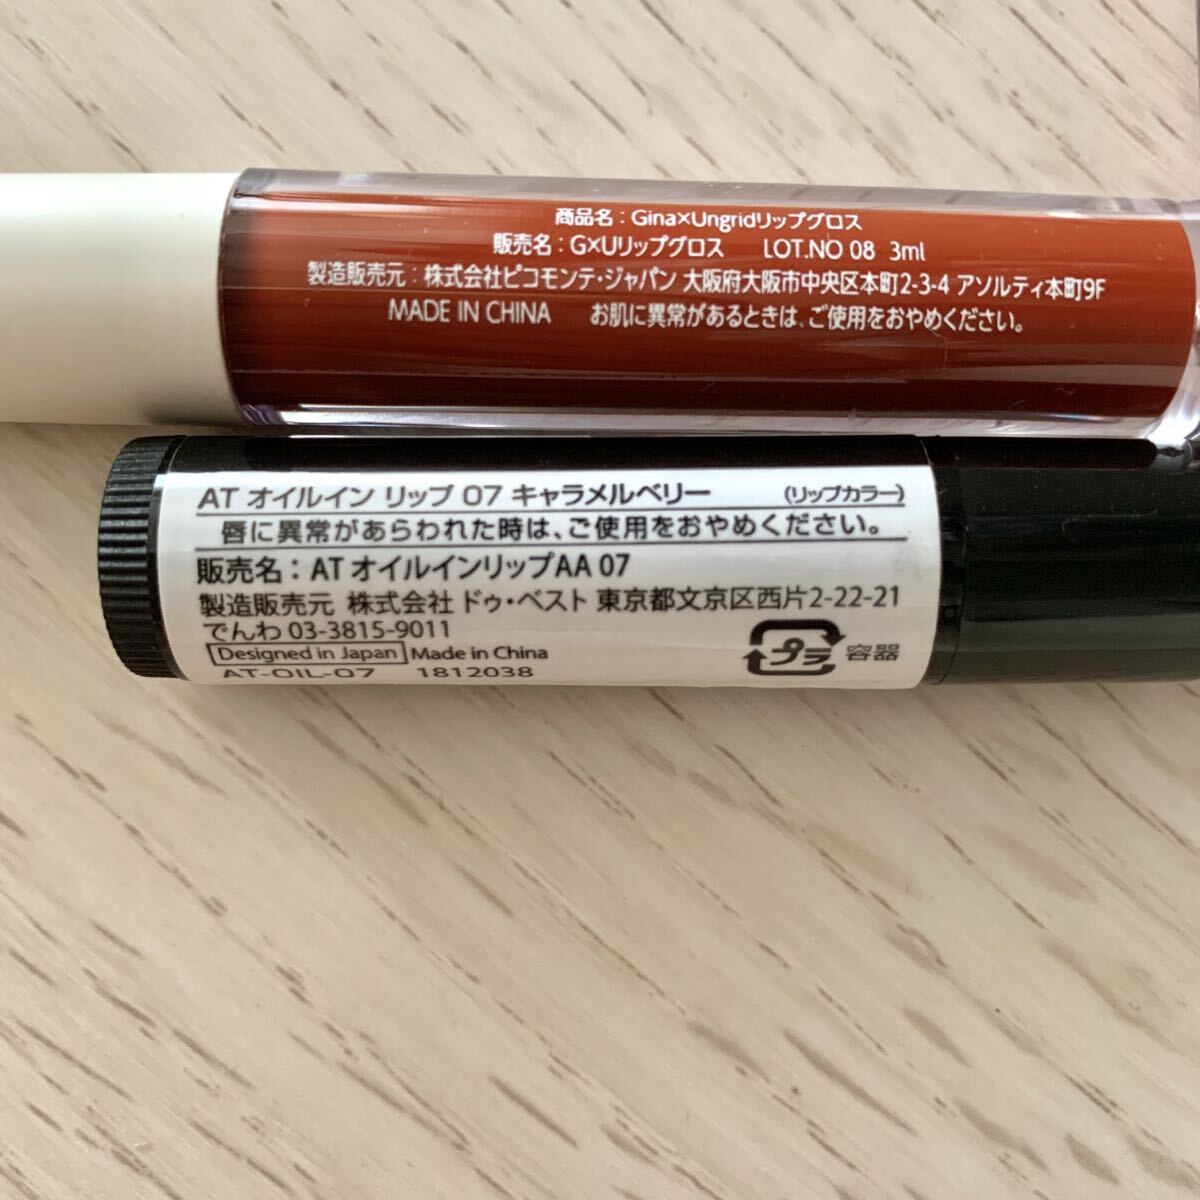 商品名：Gina×Ungridリップグロス
販売名：G×Uリップグロス LOT.NO 08 3ml
製造販売元：株式会社ピコモンテ・ジャパン 大阪府大阪市中央区本町2-3-4 アソルティ本町9F
MADE IN CHINA お肌に異常があるときは、ご使用をおやめください。
AT オイルイン リップ 07 キャラメルベリー (リップカラー)
唇に異常があらわれた時は、ご使用をおやめください。
販売名：AT オイルインリップAA 07
製造販売元 株式会社 ドゥ・ベスト 東京都文京区西片2-22-21
でんわ 03-3815-9011
Designed in Japan Made in China
プラ 容器
AT-OIL-07 1812038